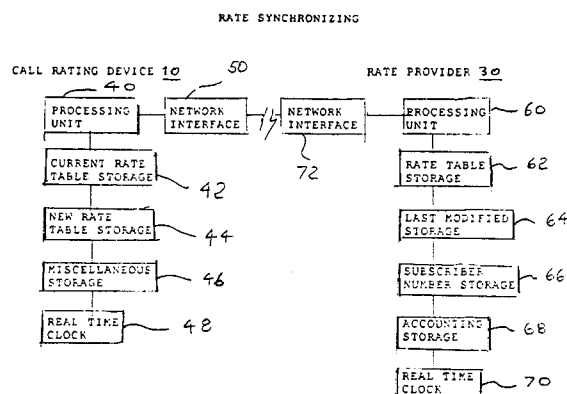 RATE SYNCHRONIZING
CALL RATING DEVICE 10
50
RATE PROVIDER 30
40
PROCESSING
UNIT
NETWORK
INTERFACE
14
NETWORK
INTERFACE
72
PROCESSING
UNIT
60
CURRENT RATE
TABLE STORAGE
42
RATE TABLE
STORAGE
62
NEW RATE
TABLE STORAGE
44
LAST MODIFIED
STORAGE
64
MISCELLANEOUS
STORAGE
46
SUBSCRIBER
NUMBER STORAGE
66
REAL TIME
CLOCK
48
ACCOUNTING
STORAGE
68
REAL TIME
CLOCK
70